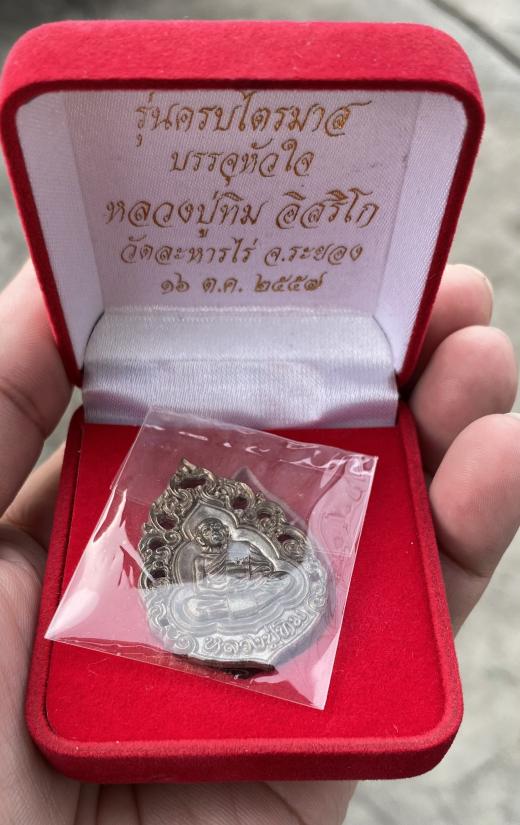 รุ่นครบไตรมาส
บรรจุหัวใจ
หลวงปู่ทิม อิสริโก
วัดละหารไร่ จ.ระยอง
๑๖ ต.ค. ๒๕๕๗
หลวงปู่ทิม